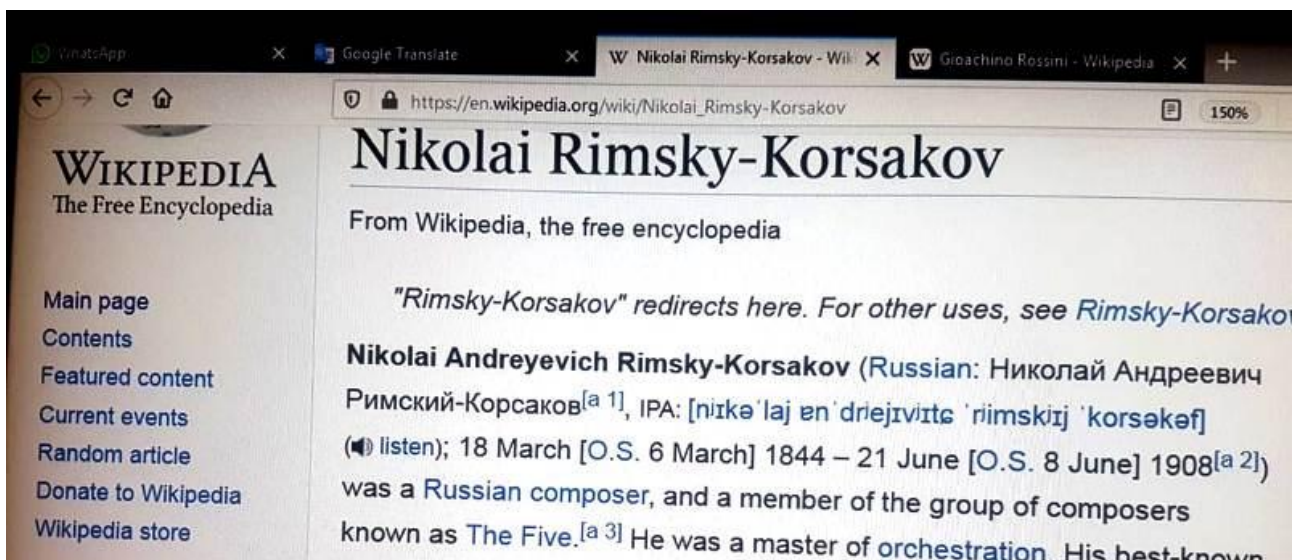 WhatsApp
Google Translate
Nikolai Rimsky-Korsakov - Wiki
Gioachino Rossini - Wikipedia
https://en.wikipedia.org/wiki/Nikolai_Rimsky-Korsakov
150%
WIKIPEDIA
The Free Encyclopedia
Main page
Contents
Featured content
Current events
Random article
Donate to Wikipedia
Wikipedia store
Nikolai Rimsky-Korsakov
From Wikipedia, the free encyclopedia
"Rimsky-Korsakov" redirects here. For other uses, see Rimsky-Korsakov
Nikolai Andreyevich Rimsky-Korsakov (Russian: Николай Андреевич
Римский-Корсаков[a 1], IPA: [nʲɪkəˈlaj ɐnˈdrʲejɪvʲɪtɕ ˈrʲimskʲɪj ˈkorsəkəf]
(listen); 18 March [O.S. 6 March] 1844 – 21 June [O.S. 8 June] 1908[a 2])
was a Russian composer, and a member of the group of composers
known as The Five.[a 3] He was a master of orchestration. His best-known